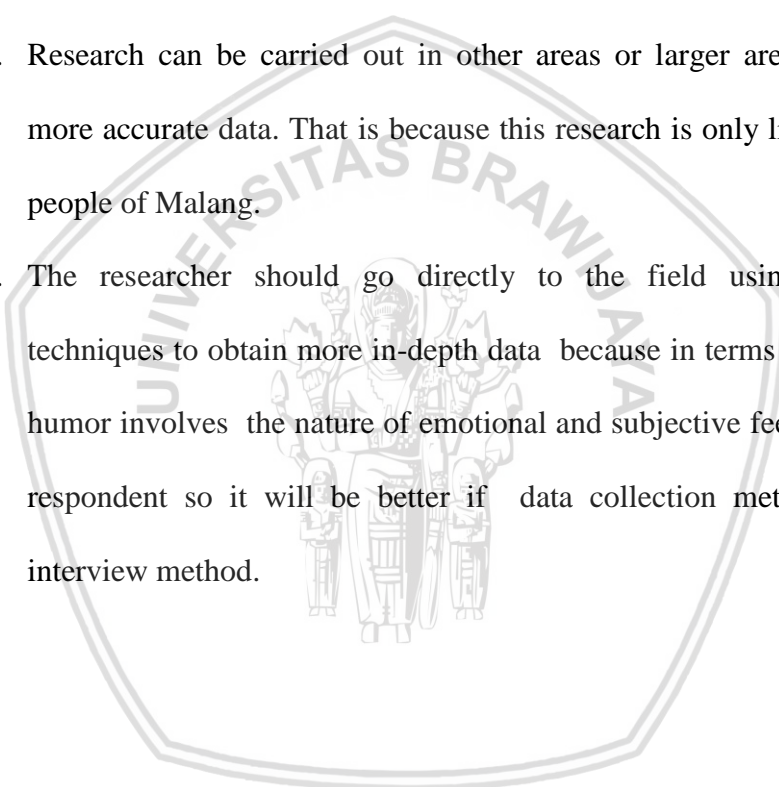 . Research can be carried out in other areas or larger are
more accurate data. That is because this research is only li
people of Malang.
. The researcher should go directly to the field usin
techniques to obtain more in-depth data because in terms
humor involves the nature of emotional and subjective fee
respondent so it will be better if data collection met
interview method.
UNIVERSITAS BRAWIJAYA